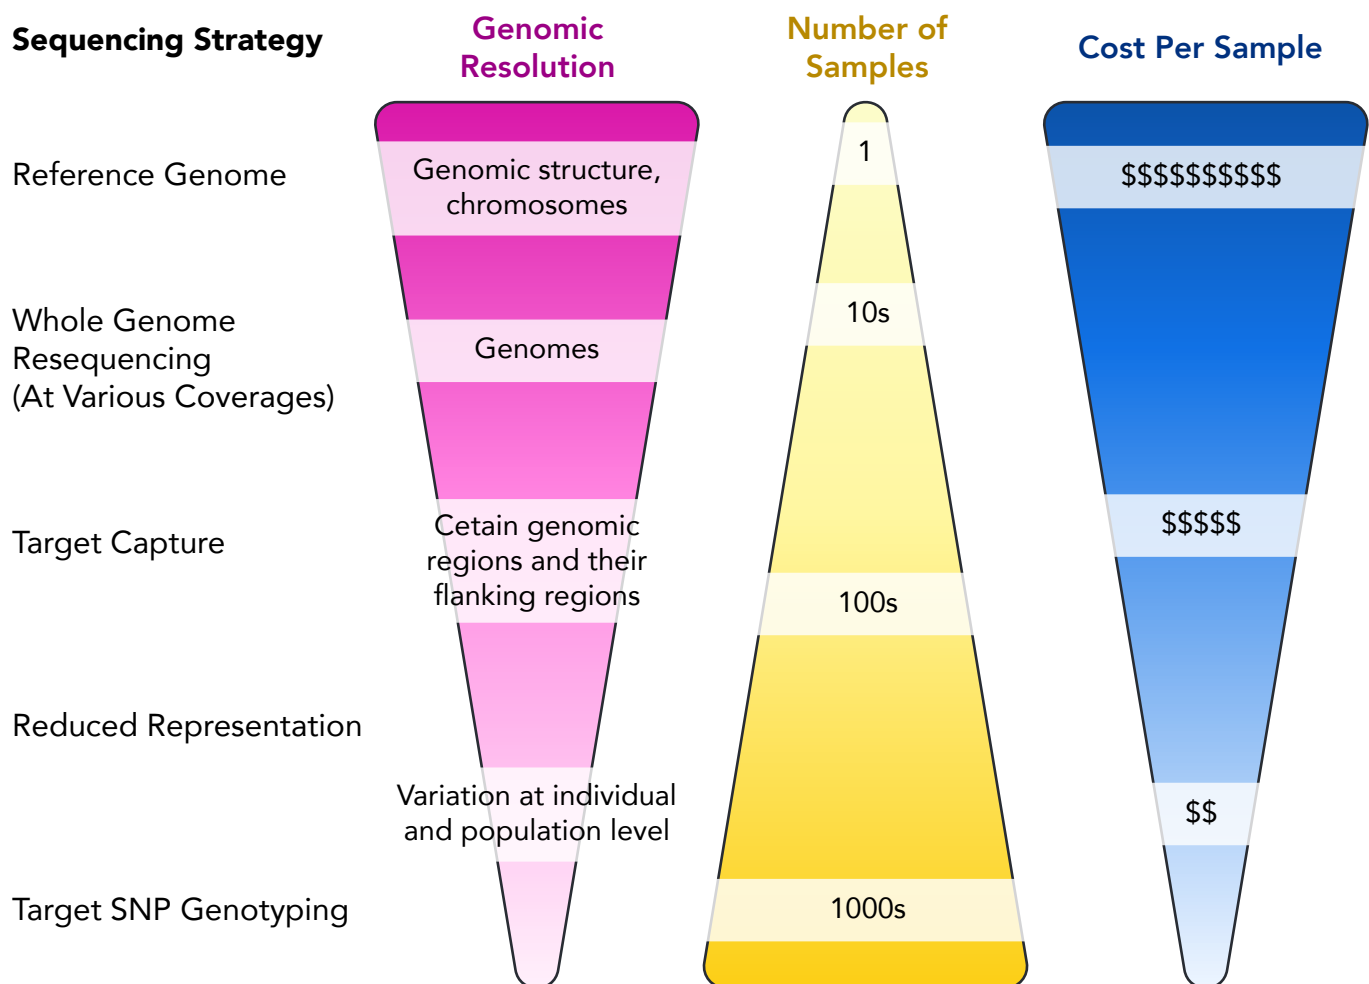 Sequencing Strategy
Genomic
Resolution
Number of
Samples
Cost Per Sample
Reference Genome
Genomic structure,
chromosomes
1
$$$$$$$$$$
Whole Genome
Resequencing
(At Various Coverages)
Genomes
10s
Target Capture
Cetain genomic
regions and their
flanking regions
100s
$$$$$
Reduced Representation
Variation at individual
and population level
$$
Target SNP Genotyping
1000s